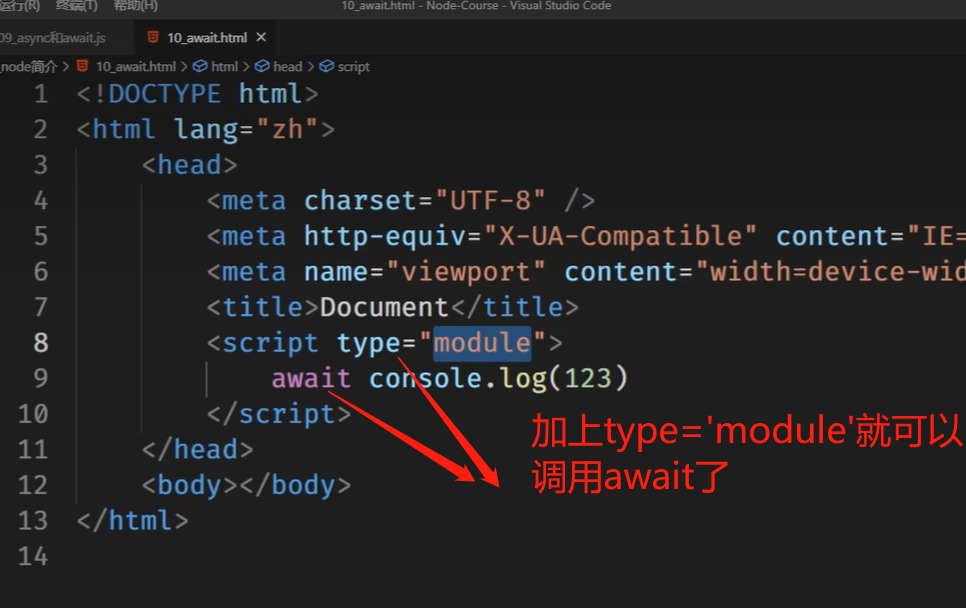 运行(R) 终端(T) 帮助(H) 10_await.html - Node-Course - Visual Studio Code
09_async和await.js 10_await.html ×
_node简介 > 10_await.html > html > head > script
1 <!DOCTYPE html>
2 <html lang="zh">
3 <head>
4 <meta charset="UTF-8" />
5 <meta http-equiv="X-UA-Compatible" content="IE=
6 <meta name="viewport" content="width=device-wid
7 <title>Document</title>
8 <script type="module">
9 await console.log(123)
10 </script>
11 </head>
12 <body></body>
13 </html>
14
加上type='module'就可以
调用await了